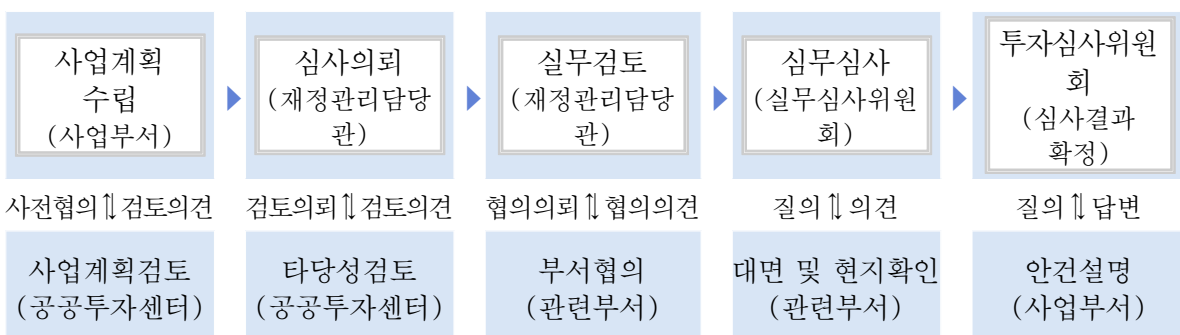 사업계획
수립
(사업부서)
심사의뢰
(재정관리담당
관)
실무검토
(재정관리담당
관)
심무심사
(실무심사위원
회)
투자심사위원
회
(심사결과
확정)
사전협의⇅검토의견
검토의뢰⇅검토의견
협의의뢰⇅협의의견
질의⇅의견
질의⇅답변
사업계획검토
(공공투자센터)
타당성검토
(공공투자센터)
부서협의
(관련부서)
대면 및 현지확인
(관련부서)
안건설명
(사업부서)